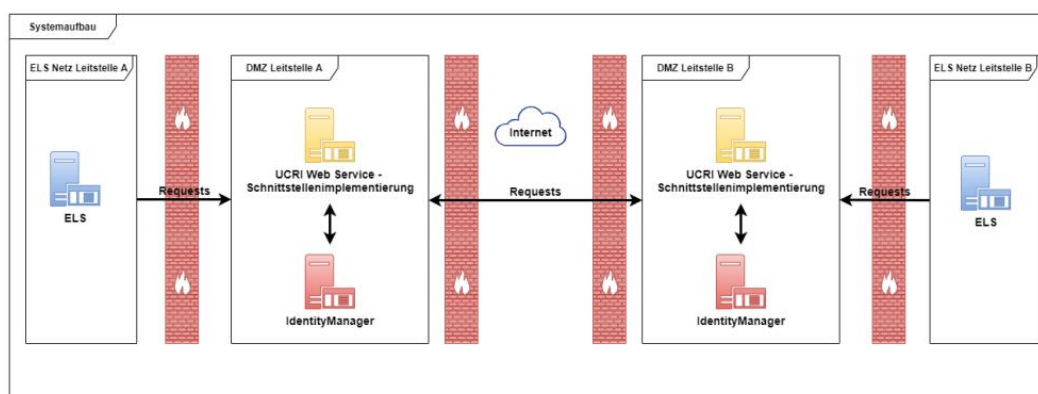 Systemaufbau
ELS Netz Leitstelle A
DMZ Leitstelle A
DMZ Leitstelle B
ELS Netz Leitstelle B
Internet
UCRI Web Service -
Schnittstellenimplementierung
UCRI Web Service -
Schnittstellenimplementierung
Requests
Requests
Requests
ELS
ELS
IdentityManager
IdentityManager